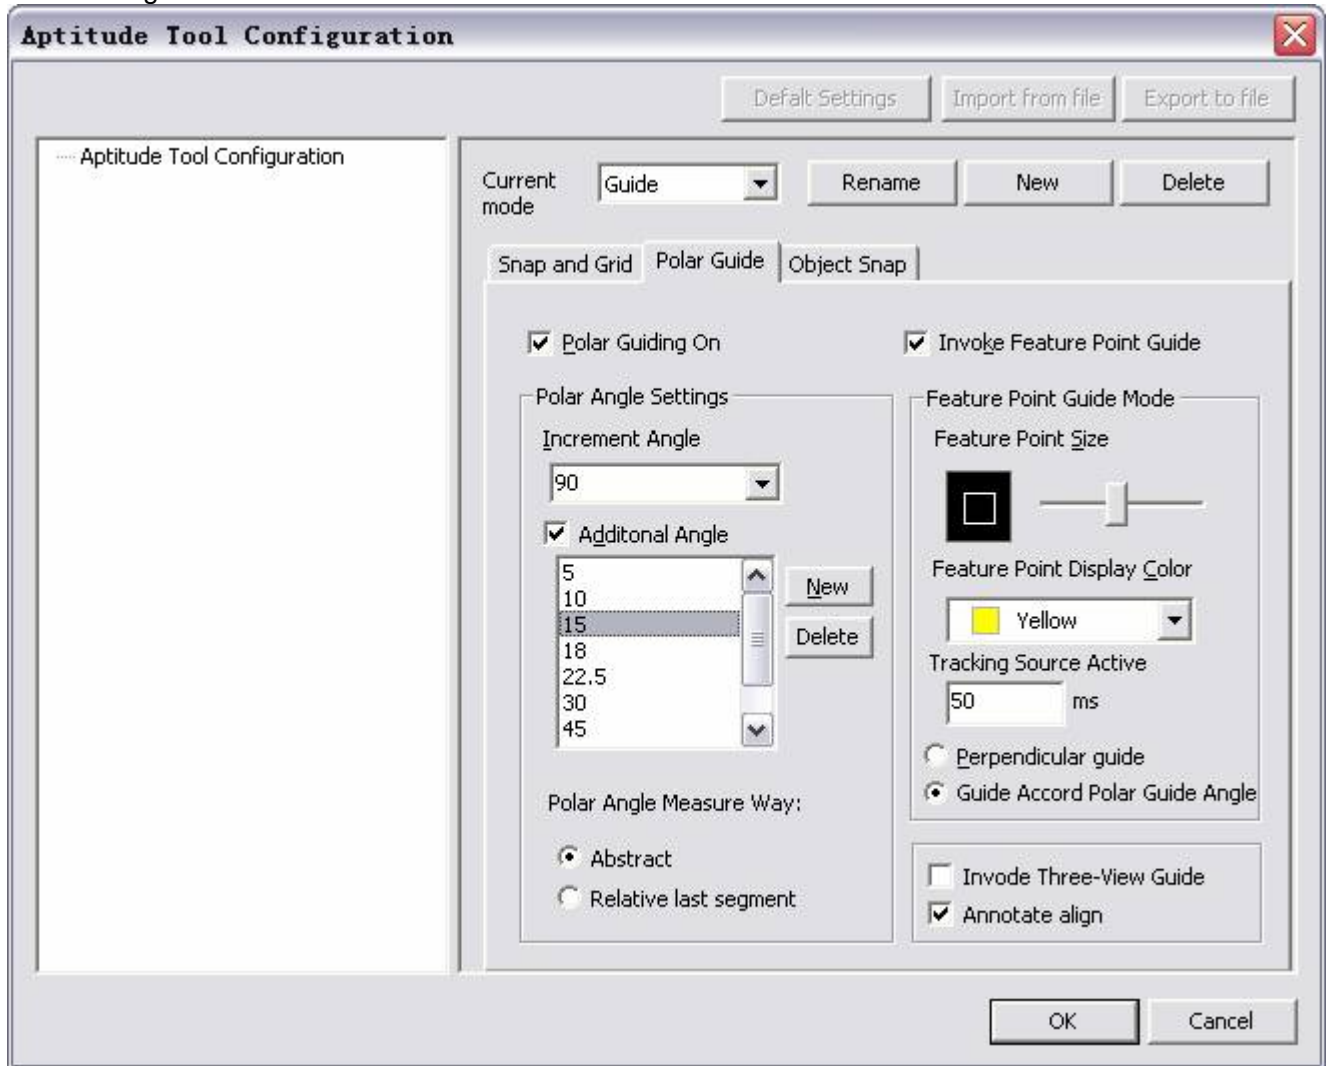 Aptitude Tool Configuration
Defalt Settings
Import from file
Export to file
Aptitude Tool Configuration
Current
mode
Guide
Rename
New
Delete
Snap and Grid
Polar Guide
Object Snap
Polar Guiding On
Invoke Feature Point Guide
Polar Angle Settings
Increment Angle
90
Additonal Angle
5
10
15
18
22.5
30
45
New
Delete
Polar Angle Measure Way:
Abstract
Relative last segment
Feature Point Guide Mode
Feature Point Size
Feature Point Display Color
Yellow
Tracking Source Active
50 ms
Perpendicular guide
Guide Accord Polar Guide Angle
Invode Three-View Guide
Annotate align
OK
Cancel